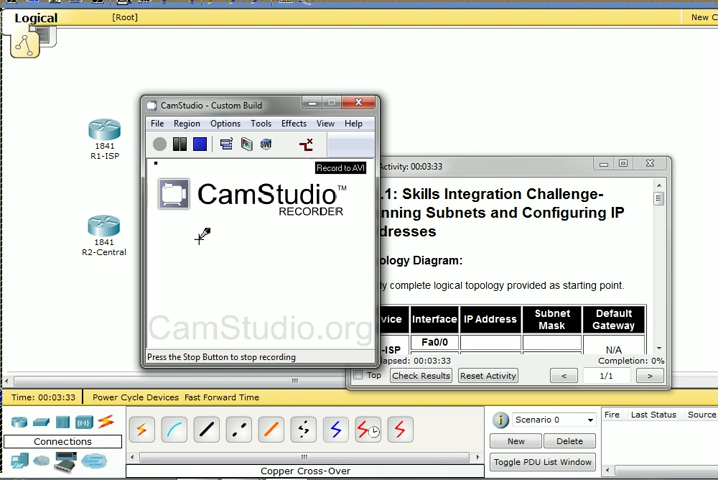 Logical
[Root]
New C
1841
R1-ISP
1841
R2-Central
CamStudio - Custom Build
File Region Options Tools Effects View Help
Record to AVI
CamStudio™
RECORDER
CamStudio.org
Press the Stop Button to stop recording
Activity: 00:03:33
.1: Skills Integration Challenge-
nning Subnets and Configuring IP
dresses
pology Diagram:
ly complete logical topology provided as starting point.
vice Interface IP Address Subnet Mask Default Gateway
Fa0/0
-ISP N/A
lapsed: 00:03:33 Completion: 0%
Top Check Results Reset Activity < 1/1 >
Time: 00:03:33 Power Cycle Devices Fast Forward Time
Connections
Copper Cross-Over
Scenario 0
New Delete
Toggle PDU List Window
Fire Last Status Source